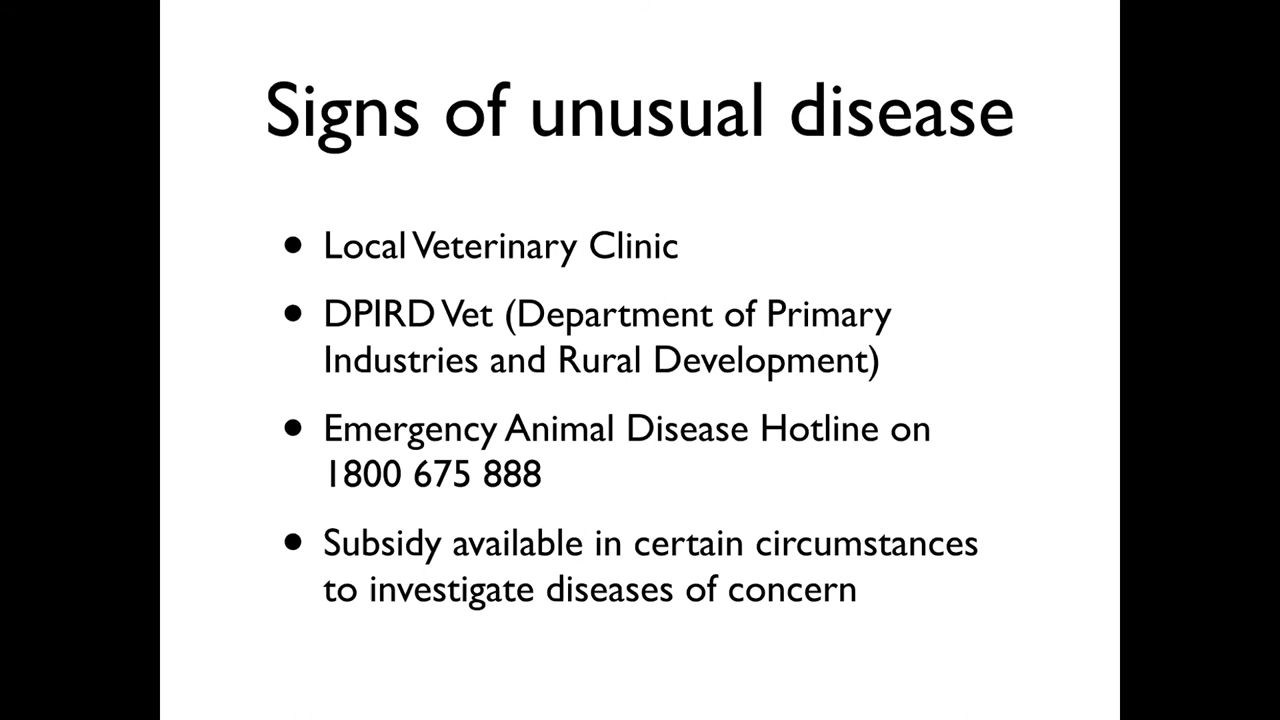 Signs of unusual disease
• Local Veterinary Clinic
• DPIRD Vet (Department of Primary
Industries and Rural Development)
• Emergency Animal Disease Hotline on
1800 675 888
• Subsidy available in certain circumstances
to investigate diseases of concern